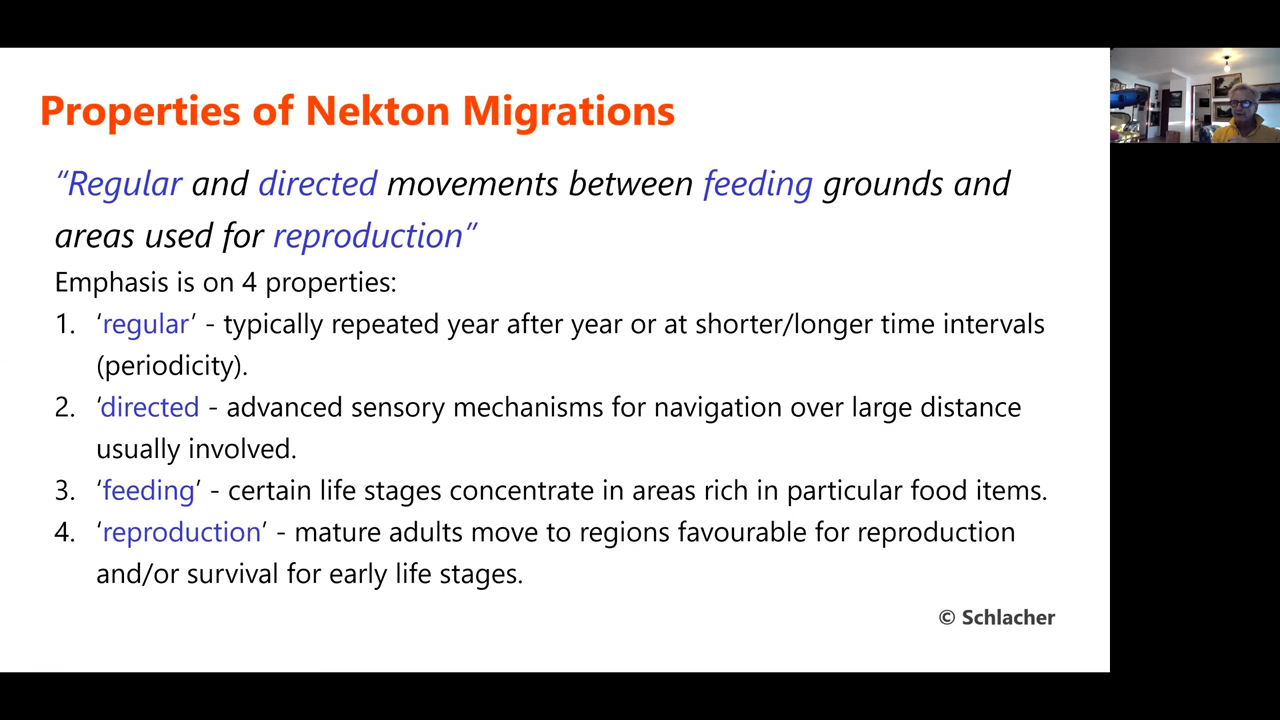 Properties of Nekton Migrations
“Regular and directed movements between feeding grounds and
areas used for reproduction”
Emphasis is on 4 properties:
1. ‘regular’ - typically repeated year after year or at shorter/longer time intervals
(periodicity).
2. ‘directed - advanced sensory mechanisms for navigation over large distance
usually involved.
3. ‘feeding’ - certain life stages concentrate in areas rich in particular food items.
4. ‘reproduction’ - mature adults move to regions favourable for reproduction
and/or survival for early life stages.
© Schlacher